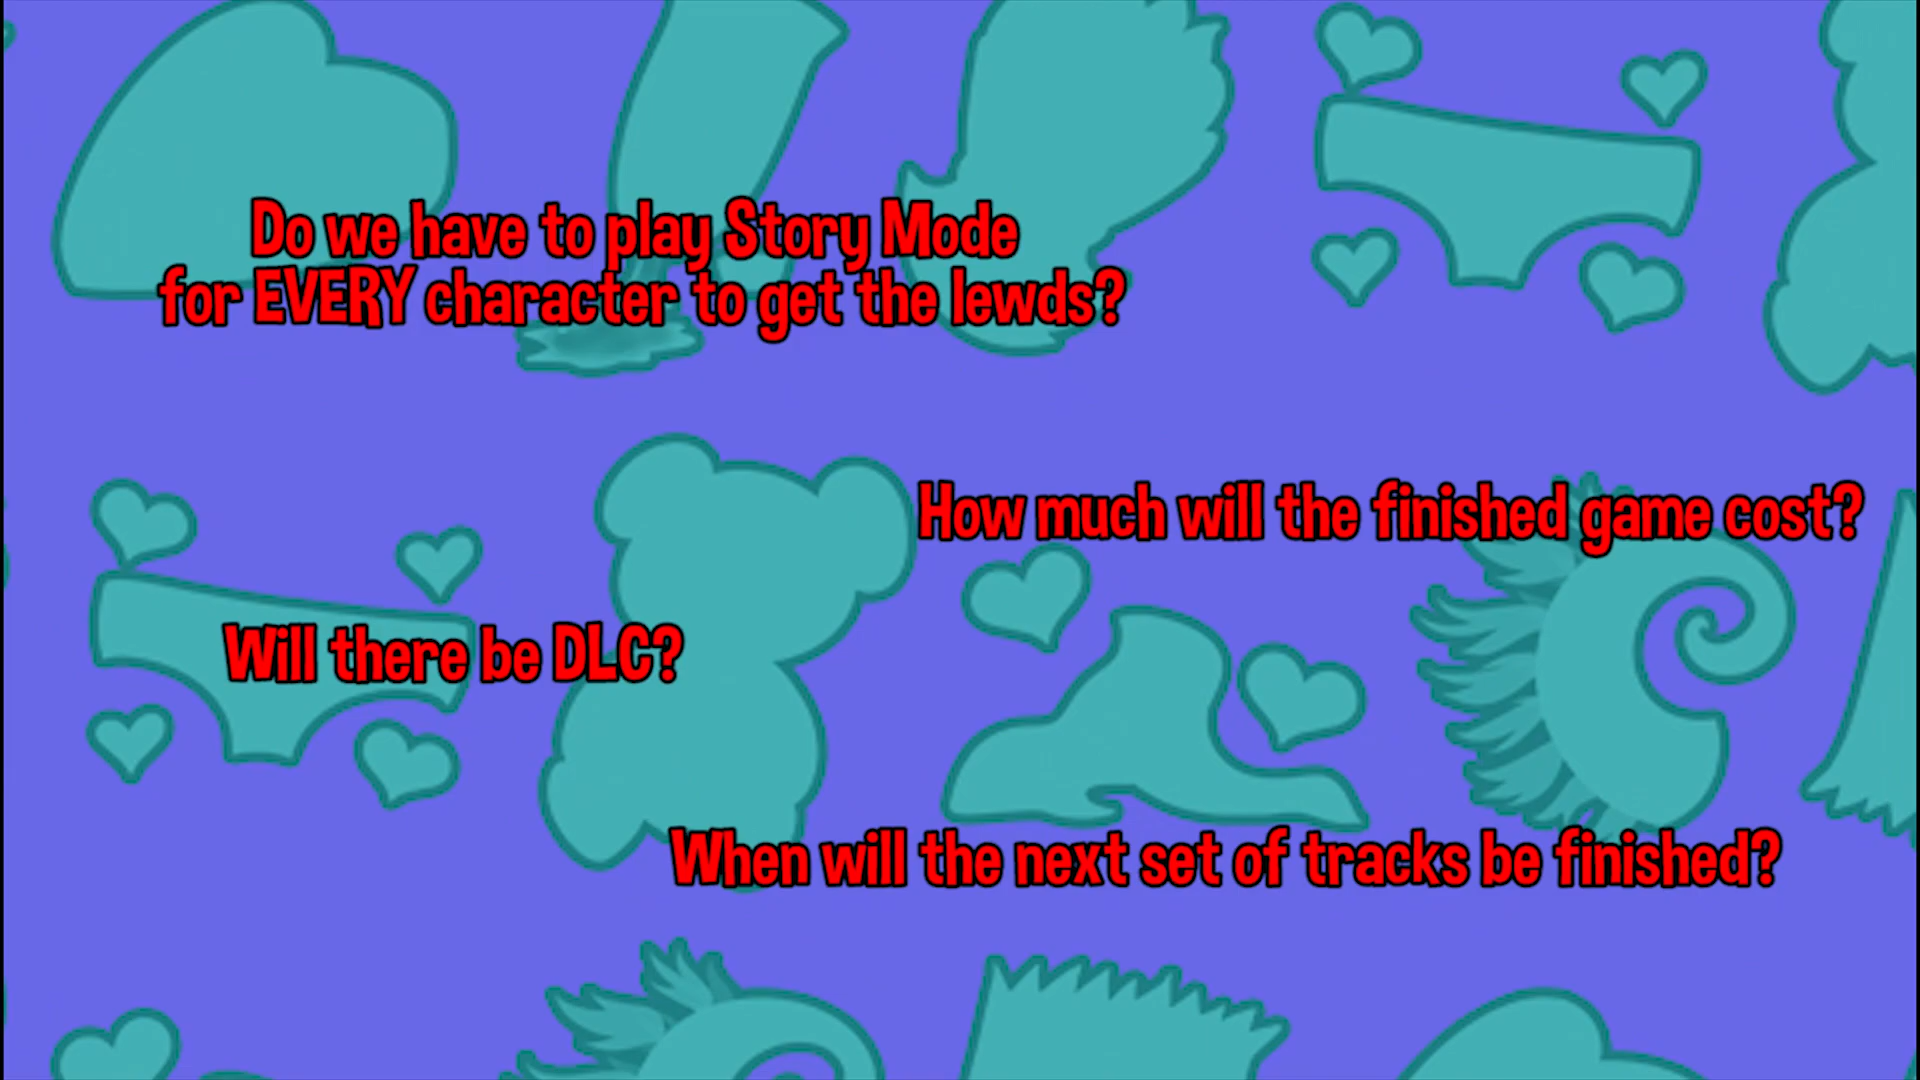 Do we have to play Story Mode
for EVERY character to get the lewds?
How much will the finished game cost?
Will there be DLC?
When will the next set of tracks be finished?